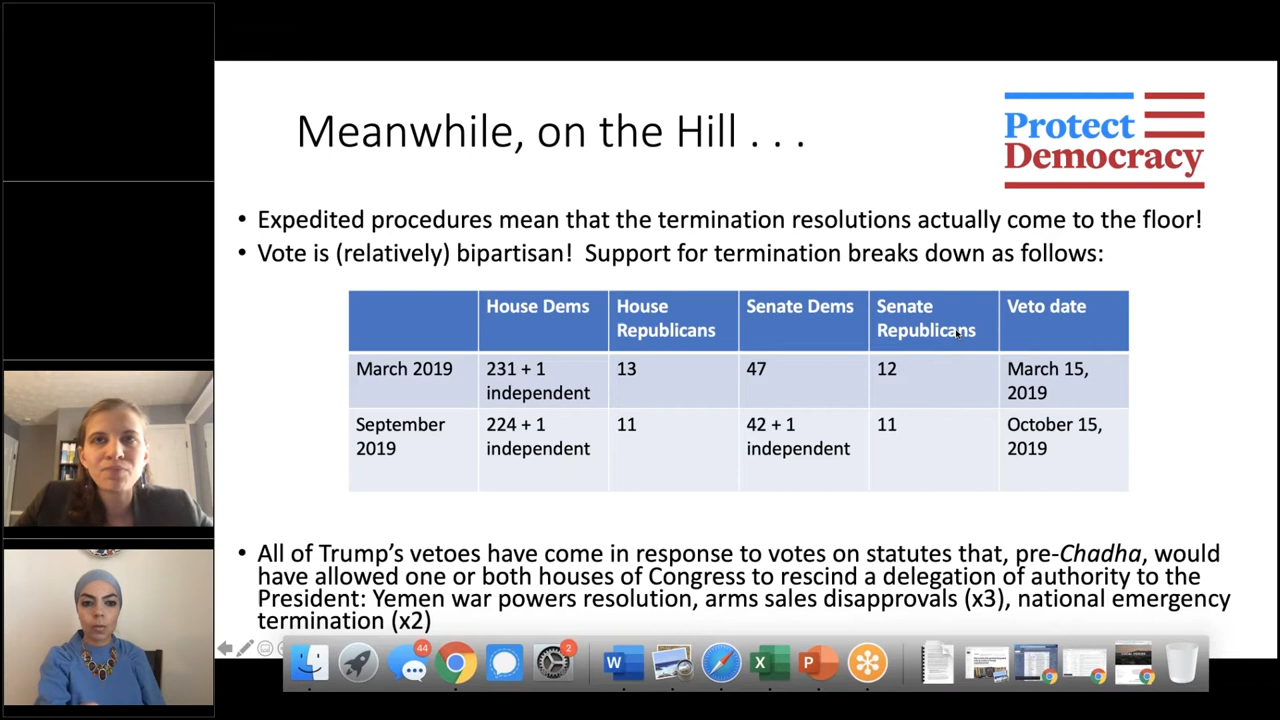 Meanwhile, on the Hill . . .
Protect
Democracy
• Expedited procedures mean that the termination resolutions actually come to the floor!
• Vote is (relatively) bipartisan!  Support for termination breaks down as follows:
House Dems
House
Republicans
Senate Dems
Senate
Republicans
Veto date
March 2019
231 + 1
independent
13
47
12
March 15,
2019
September
2019
224 + 1
independent
11
42 + 1
independent
11
October 15,
2019
• All of Trump’s vetoes have come in response to votes on statutes that, pre-Chadha, would
have allowed one or both houses of Congress to rescind a delegation of authority to the
President: Yemen war powers resolution, arms sales disapprovals (x3), national emergency
termination (x2)
44
2
W
X
P